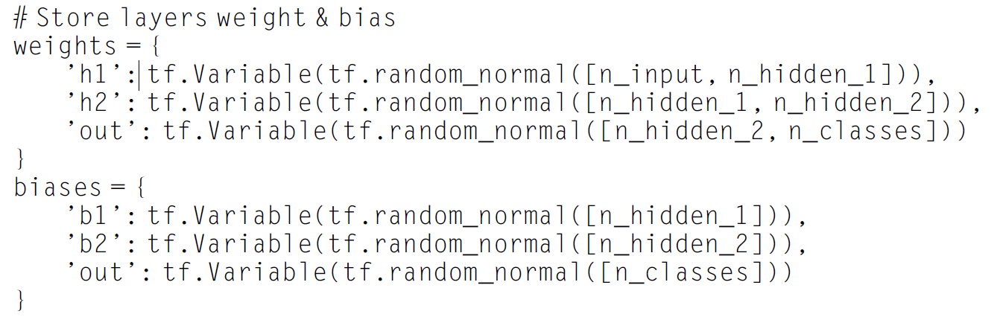 # Store layers weight & bias
weights = {
    ’h1’: tf.Variable(tf.random_normal([n_input, n_hidden_1])),
    ’h2’: tf.Variable(tf.random_normal([n_hidden_1, n_hidden_2])),
    ’out’: tf.Variable(tf.random_normal([n_hidden_2, n_classes]))
}
biases = {
    ’b1’: tf.Variable(tf.random_normal([n_hidden_1])),
    ’b2’: tf.Variable(tf.random_normal([n_hidden_2])),
    ’out’: tf.Variable(tf.random_normal([n_classes]))
}